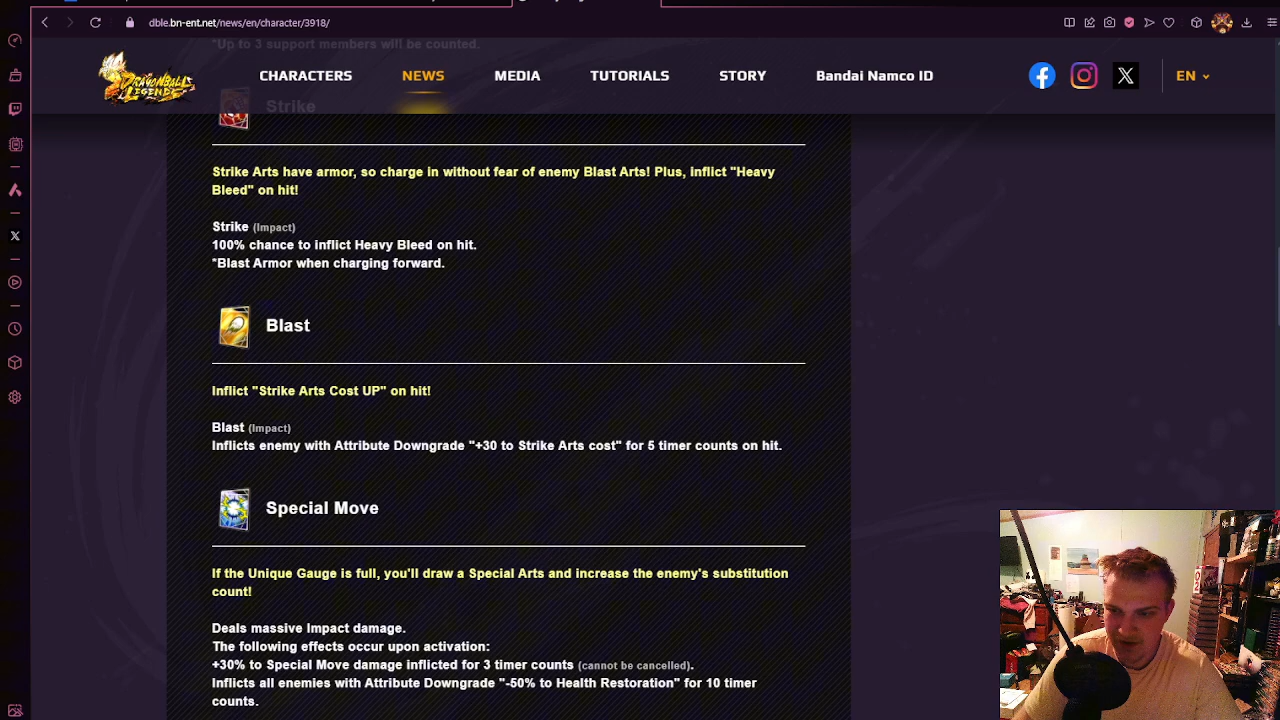 dble.bn-ent.net/news/en/character/3918/
*Up to 3 support members will be counted.
DRAGONBALL
LEGENDS
CHARACTERS
NEWS
MEDIA
TUTORIALS
STORY
Bandai Namco ID
EN
Strike
Strike Arts have armor, so charge in without fear of enemy Blast Arts! Plus, inflict "Heavy
Bleed" on hit!
Strike (Impact)
100% chance to inflict Heavy Bleed on hit.
*Blast Armor when charging forward.
Blast
Inflict "Strike Arts Cost UP" on hit!
Blast (Impact)
Inflicts enemy with Attribute Downgrade "+30 to Strike Arts cost" for 5 timer counts on hit.
Special Move
If the Unique Gauge is full, you'll draw a Special Arts and increase the enemy's substitution
count!
Deals massive Impact damage.
The following effects occur upon activation:
+30% to Special Move damage inflicted for 3 timer counts (cannot be cancelled).
Inflicts all enemies with Attribute Downgrade "-50% to Health Restoration" for 10 timer
counts.